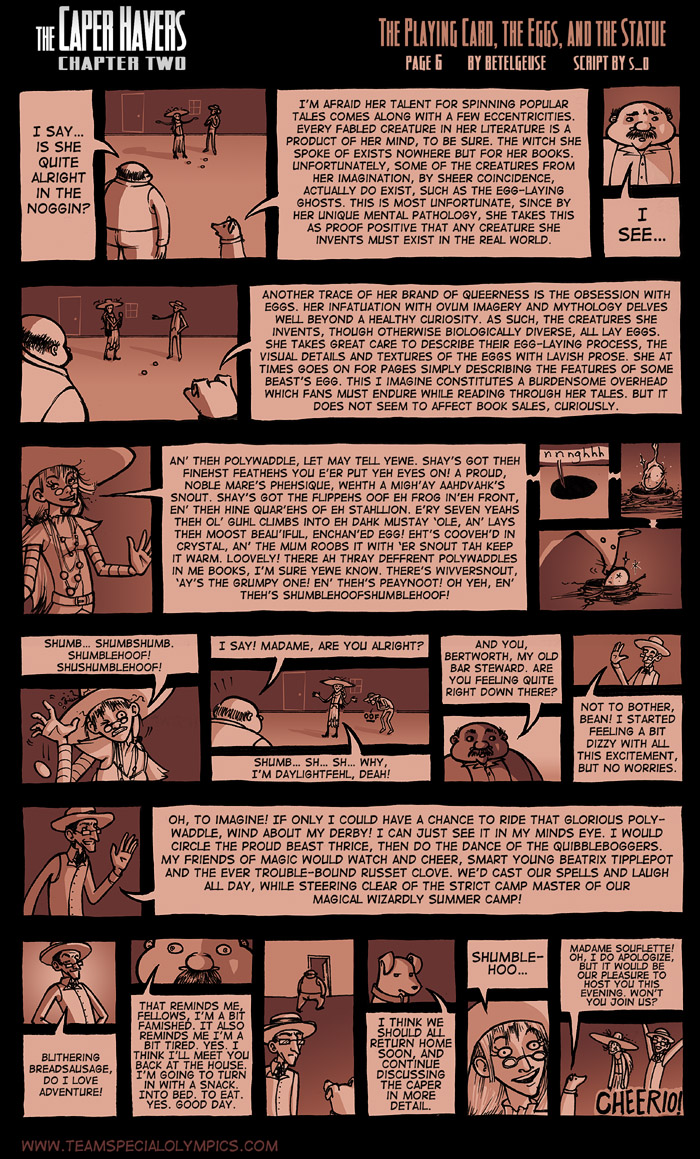 THE CAPER HAVERS
CHAPTER TWO
THE PLAYING CARD, THE EGGS, AND THE STATUE
PAGE 6 BY BETELGEUSE SCRIPT BY s_0
I SAY...
IS SHE
QUITE
ALRIGHT
IN THE
NOGGIN?
I'M AFRAID HER TALENT FOR SPINNING POPULAR
TALES COMES ALONG WITH A FEW ECCENTRICITIES.
EVERY FABLED CREATURE IN HER LITERATURE IS A
PRODUCT OF HER MIND, TO BE SURE. THE WITCH SHE
SPOKE OF EXISTS NOWHERE BUT FOR HER BOOKS.
UNFORTUNATELY, SOME OF THE CREATURES FROM
HER IMAGINATION, BY SHEER COINCIDENCE,
ACTUALLY DO EXIST, SUCH AS THE EGG-LAYING
GHOSTS. THIS IS MOST UNFORTUNATE, SINCE BY
HER UNIQUE MENTAL PATHOLOGY, SHE TAKES THIS
AS PROOF POSITIVE THAT ANY CREATURE SHE
INVENTS MUST EXIST IN THE REAL WORLD.
I
SEE...
ANOTHER TRACE OF HER BRAND OF QUEERNESS IS THE OBSESSION WITH
EGGS. HER INFATUATION WITH OVUM IMAGERY AND MYTHOLOGY DELVES
WELL BEYOND A HEALTHY CURIOSITY. AS SUCH, THE CREATURES SHE
INVENTS, THOUGH OTHERWISE BIOLOGICALLY DIVERSE, ALL LAY EGGS.
SHE TAKES GREAT CARE TO DESCRIBE THEIR EGG-LAYING PROCESS, THE
VISUAL DETAILS AND TEXTURES OF THE EGGS WITH LAVISH PROSE. SHE AT
TIMES GOES ON FOR PAGES SIMPLY DESCRIBING THE FEATURES OF SOME
BEAST'S EGG. THIS I IMAGINE CONSTITUTES A BURDENSOME OVERHEAD
WHICH FANS MUST ENDURE WHILE READING THROUGH HER TALES. BUT IT
DOES NOT SEEM TO AFFECT BOOK SALES, CURIOUSLY.
AN' THEH POLYWADDLE, LET MAY TELL YEWE. SHAY'S GOT THEH
FINEHST FEATHEHS YOU E'ER PUT YEH EYES ON! A PROUD,
NOBLE MARE'S PHEHSIQUE, WEHTH A MIGH'AY AAHDVAHK'S
SNOUT. SHAY'S GOT THE FLIPPEHS OOF EH FROG IN'EH FRONT,
EN' THEH HINE QUAR'EHS OF EH STAHLLION. E'RY SEVEN YEAHS
THEH OL' GUHL CLIMBS INTO EH DAHK MUSTAY 'OLE, AN' LAYS
THEH MOOST BEAU'IFUL, ENCHAN'ED EGG! EHT'S COOVEH'D IN
CRYSTAL, AN' THE MUM ROOBS IT WITH 'ER SNOUT TAH KEEP
IT WARM. LOOVELY! THERE AH THRAY DEFFRENT POLYWADDLES
IN ME BOOKS, I'M SURE YEWE KNOW. THERE'S WIVVERSNOUT,
'AY'S THE GRUMPY ONE! EN' THEH'S PEAYNOOT! OH YEH, EN'
THEH'S SHUMBLEHOOFSHUMBLEHOOF!
nnnghhh
SHUMB... SHUMBSHUMB.
SHUMBLEHOOF!
SHUSHUMBLEHOOF!
I SAY! MADAME, ARE YOU ALRIGHT?
SHUMB... SH... SH... WHY,
I'M DAYLIGHTFEHL, DEAH!
AND YOU,
BERTWORTH, MY OLD
BAR STEWARD. ARE
YOU FEELING QUITE
RIGHT DOWN THERE?
NOT TO BOTHER,
BEAN! I STARTED
FEELING A BIT
DIZZY WITH ALL
THIS EXCITEMENT,
BUT NO WORRIES.
OH, TO IMAGINE! IF ONLY I COULD HAVE A CHANCE TO RIDE THAT GLORIOUS POLY-
WADDLE, WIND ABOUT MY DERBY! I CAN JUST SEE IT IN MY MINDS EYE. I WOULD
CIRCLE THE PROUD BEAST THRICE, THEN DO THE DANCE OF THE QUIBBLEBOGGERS.
MY FRIENDS OF MAGIC WOULD WATCH AND CHEER, SMART YOUNG BEATRIX TIPPLEPOT
AND THE EVER TROUBLE-BOUND RUSSET CLOVE. WE'D CAST OUR SPELLS AND LAUGH
ALL DAY, WHILE STEERING CLEAR OF THE STRICT CAMP MASTER OF OUR
MAGICAL WIZARDLY SUMMER CAMP!
BLITHERING
BREADSAUSAGE,
DO I LOVE
ADVENTURE!
THAT REMINDS ME,
FELLOWS, I'M A BIT
FAMISHED. IT ALSO
REMINDS ME I'M A
BIT TIRED. YES. I
THINK I'LL MEET YOU
BACK AT THE HOUSE.
I'M GOING TO TURN
IN WITH A SNACK.
INTO BED. TO EAT.
YES. GOOD DAY.
I THINK WE
SHOULD ALL
RETURN HOME
SOON, AND
CONTINUE
DISCUSSING
THE CAPER
IN MORE
DETAIL.
SHUMBLE-
HOO...
MADAME SOUFLETTE!
OH, I DO APOLOGIZE,
BUT IT WOULD BE
OUR PLEASURE TO
HOST YOU THIS
EVENING. WON'T
YOU JOIN US?
CHEERIO!
WWW.TEAMSPECIALOLYMPICS.COM